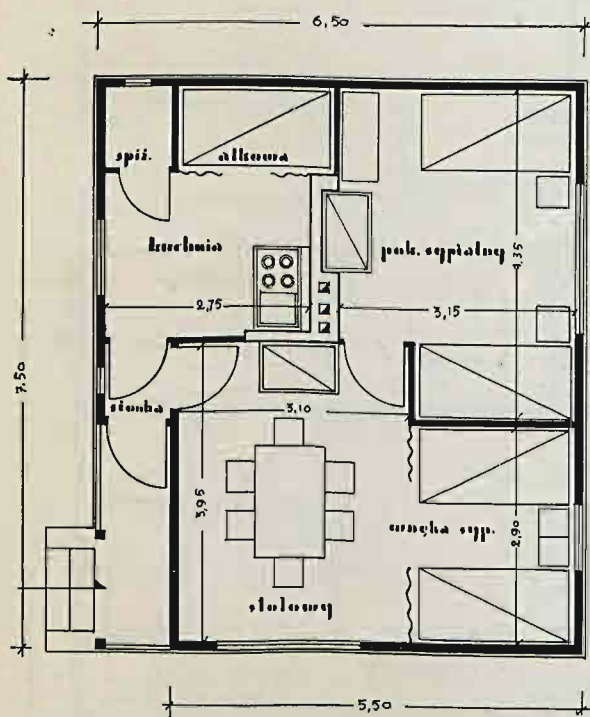 6,50
spiż.
alkowa
kuchnia
pok. sypialny
4,35
2,75
3,15
7,50
sionka
3,10
3,95
wnęka syp.
2,90
stołowy
5,50